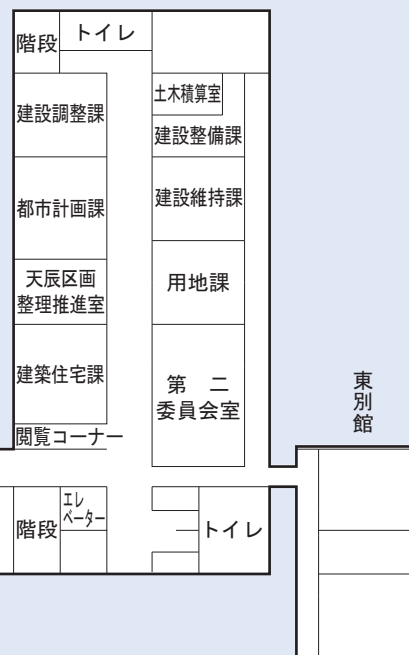 階段
トイレ
建設調整課
土木積算室
建設整備課
都市計画課
建設維持課
天辰区画
整理推進室
用地課
建築住宅課
第 二
委員会室
閲覧コーナー
東別館
階段
エレ
ベーター
トイレ